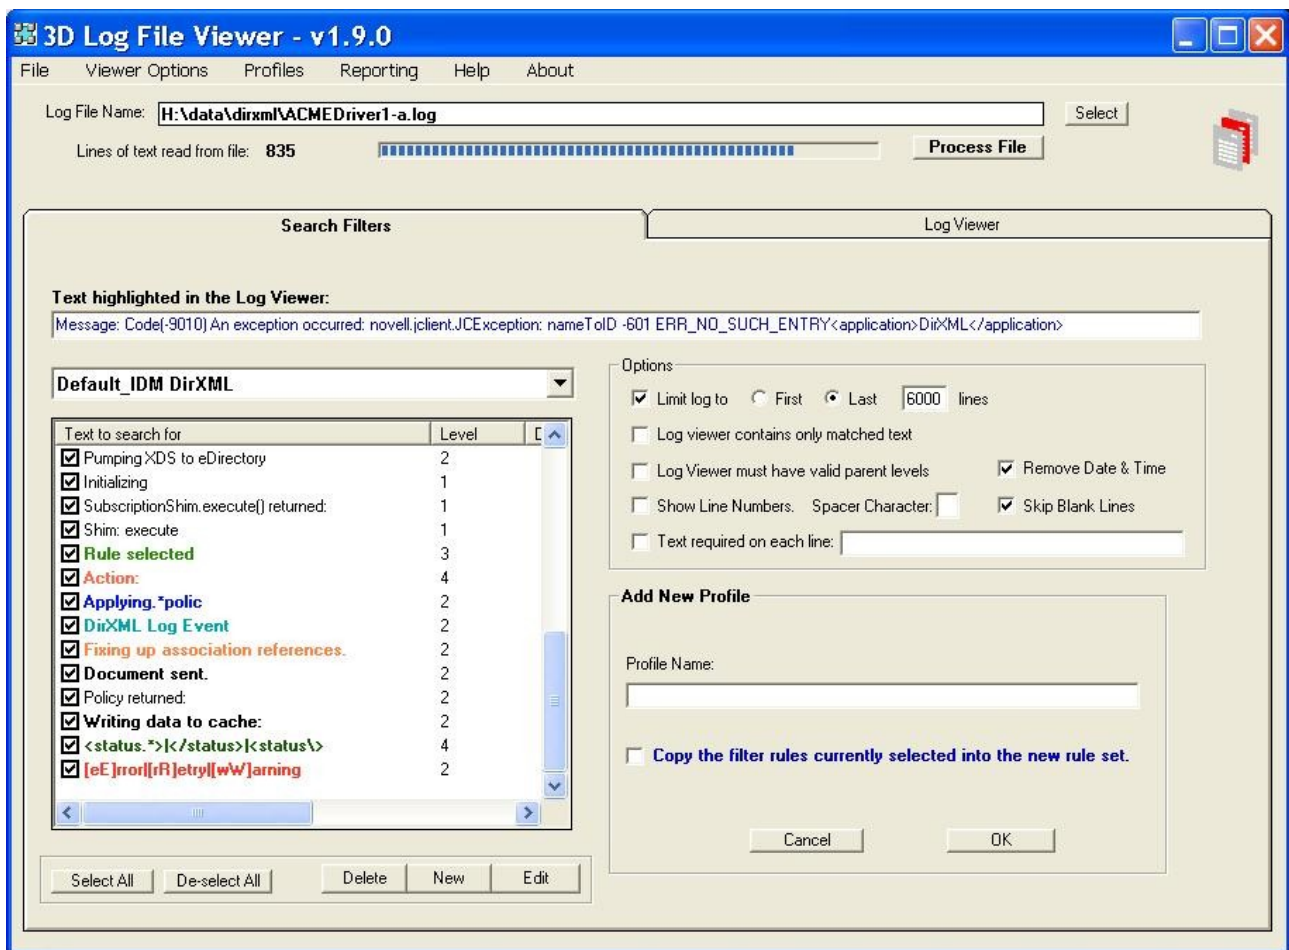 3D Log File Viewer - v1.9.0
File Viewer Options Profiles Reporting Help About
Log File Name: H:\data\dirxml\ACMEDriver1-a.log Select
Lines of text read from file: 835 Process File
Search Filters Log Viewer
Text highlighted in the Log Viewer:
Message: Code(-9010) An exception occurred: novell.jclient.JCException: nameToID -601 ERR_NO_SUCH_ENTRY<application>DirXML</application>
Default_IDM DirXML
Text to search for Level
Pumping XDS to eDirectory 2
Initializing 1
SubscriptionShim.execute() returned: 1
Shim: execute 1
Rule selected 3
Action: 4
Applying.*polic 2
DirXML Log Event 2
Fixing up association references. 2
Document sent. 2
Policy returned: 2
Writing data to cache: 2
<status.*>|</status>|<status\> 4
[eE]rror|[rR]etry|[wW]arning 2
Select All De-select All Delete New Edit
Options
Limit log to First Last 6000 lines
Log viewer contains only matched text
Log Viewer must have valid parent levels Remove Date & Time
Show Line Numbers. Spacer Character: Skip Blank Lines
Text required on each line:
Add New Profile
Profile Name:
Copy the filter rules currently selected into the new rule set.
Cancel OK